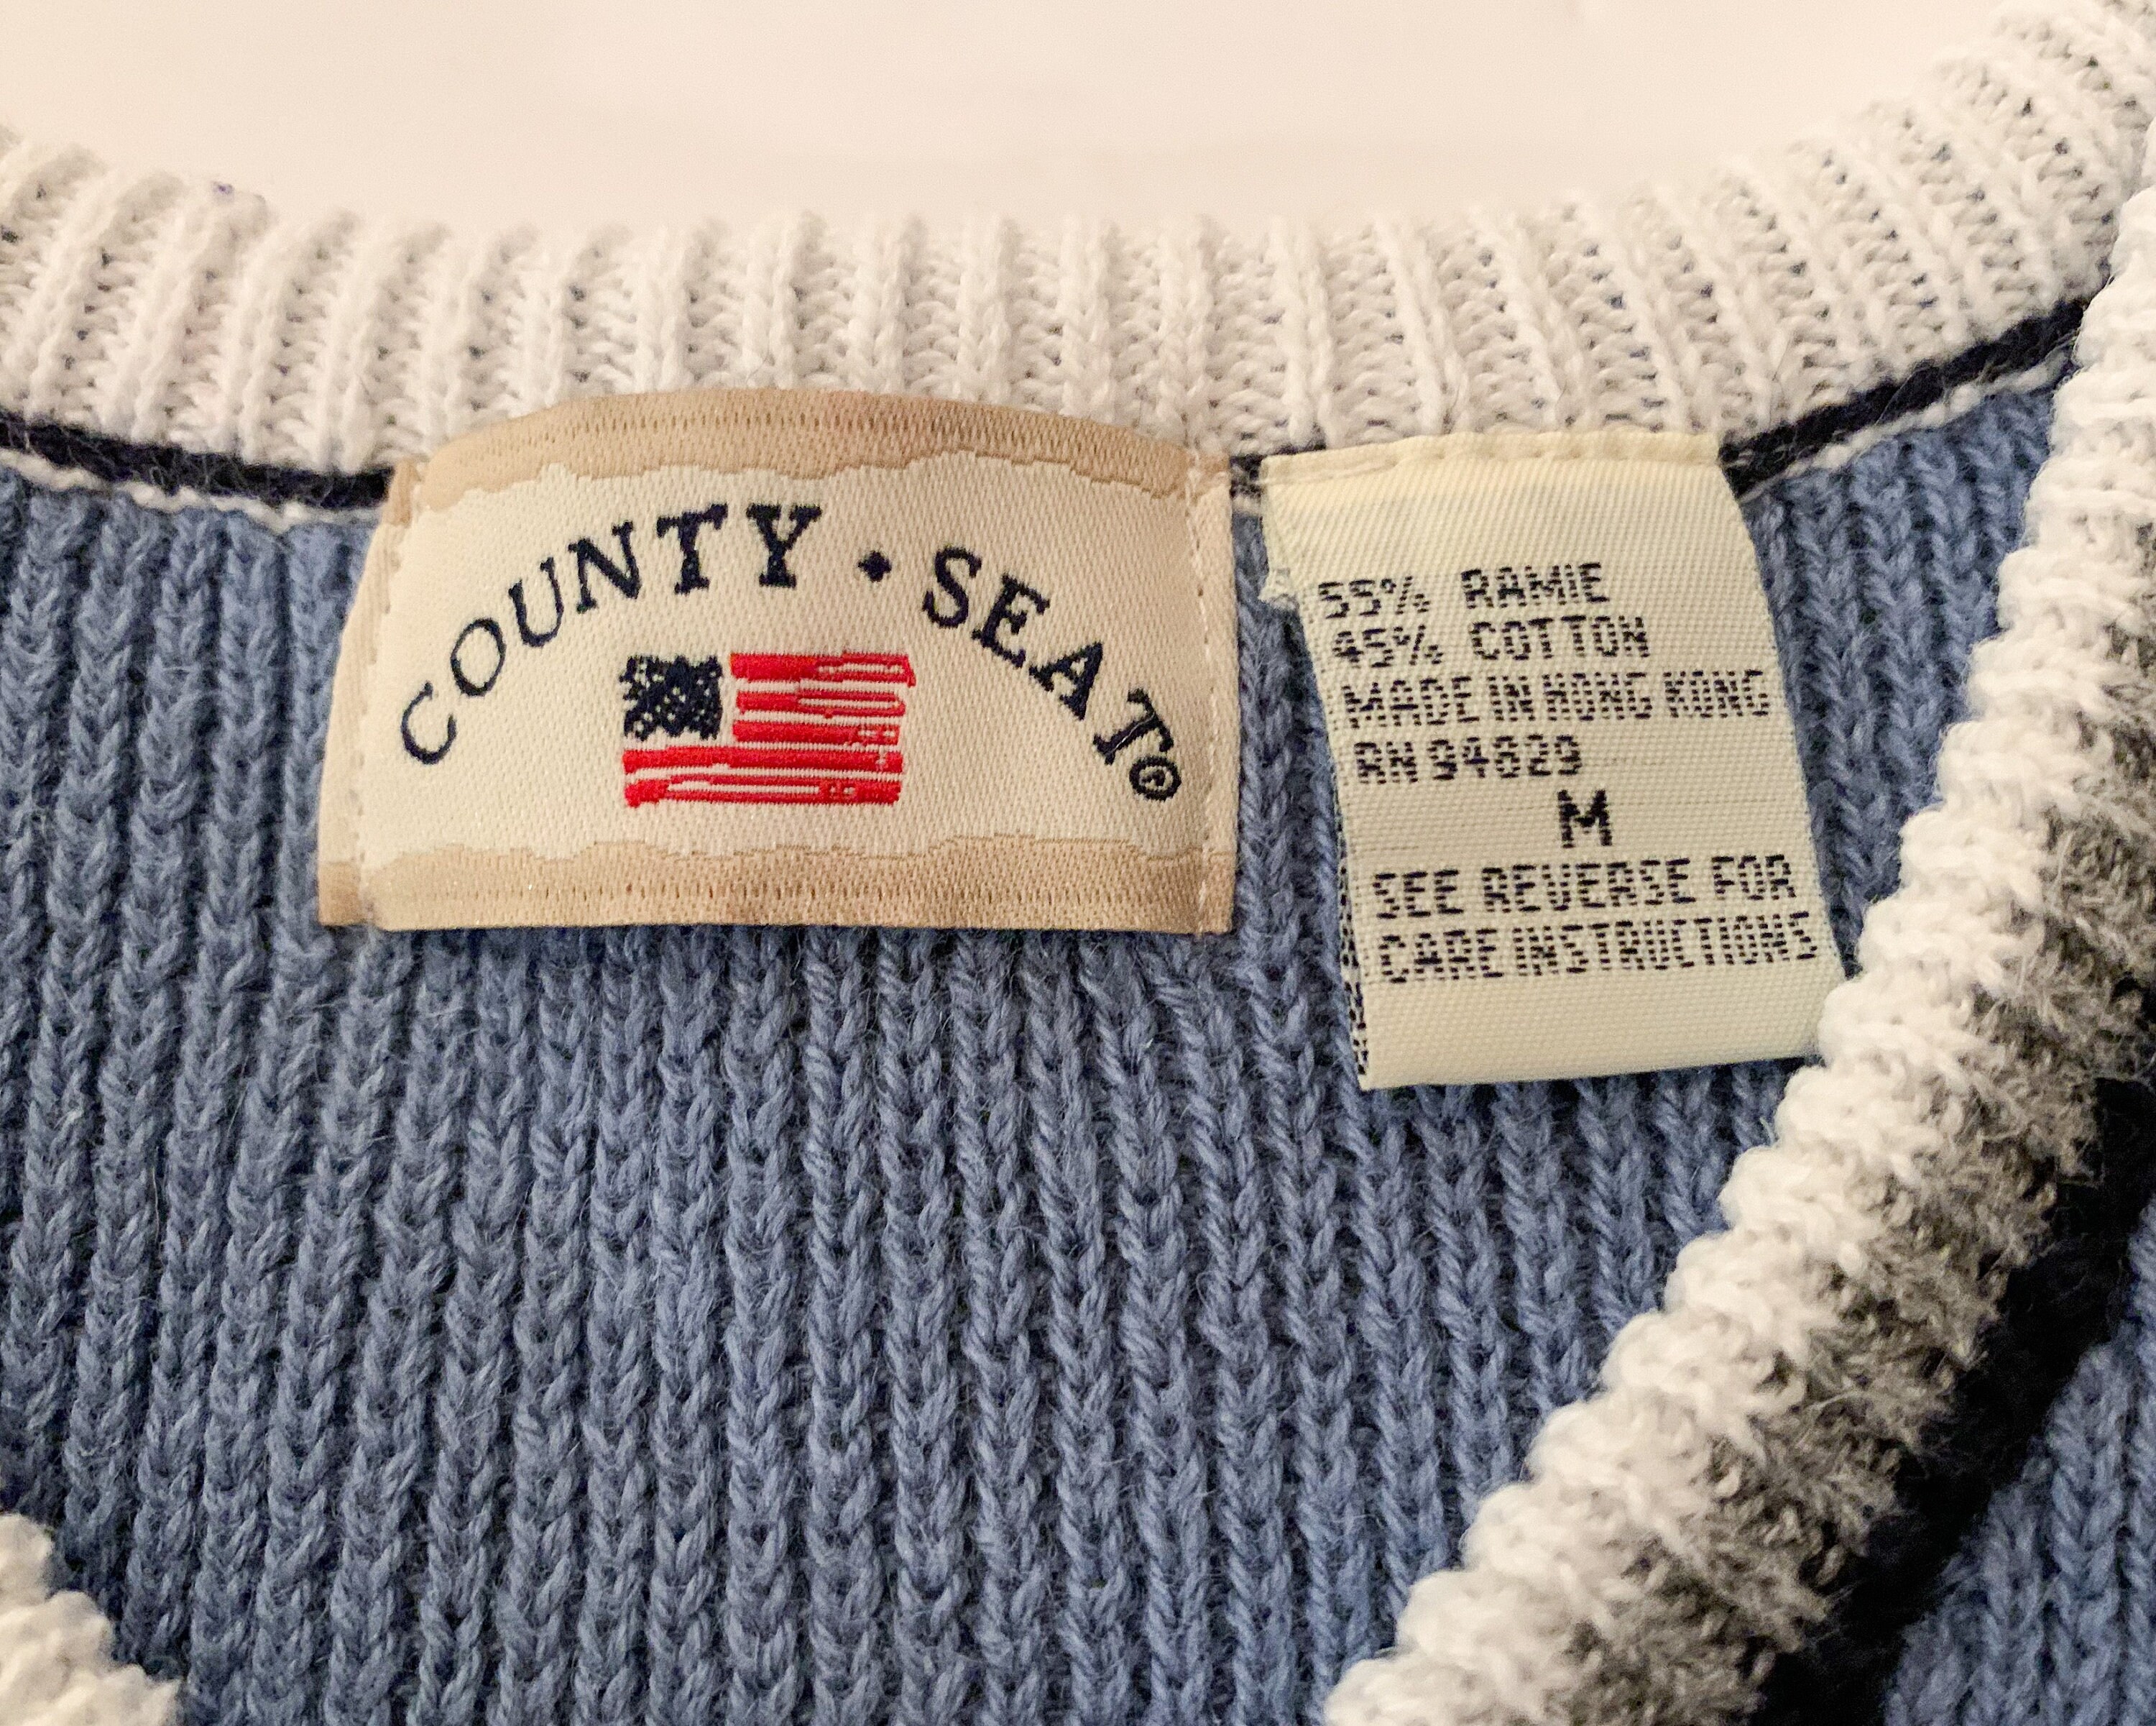 COUNTY • SEAT®
55% RAMIE
45% COTTON
MADE IN HONG KONG
RN 94829
M
SEE REVERSE FOR
CARE INSTRUCTIONS